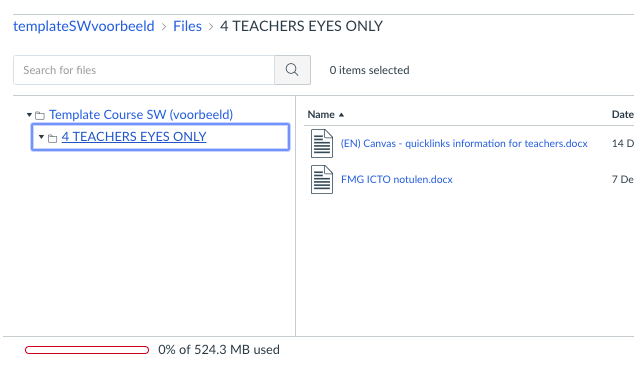 templateSWvoorbeeld > Files > 4 TEACHERS EYES ONLY
Search for files
0 items selected
Template Course SW (voorbeeld)
4 TEACHERS EYES ONLY
Name Date
(EN) Canvas - quicklinks information for teachers.docx 14 D
FMG ICTO notulen.docx 7 De
0% of 524.3 MB used